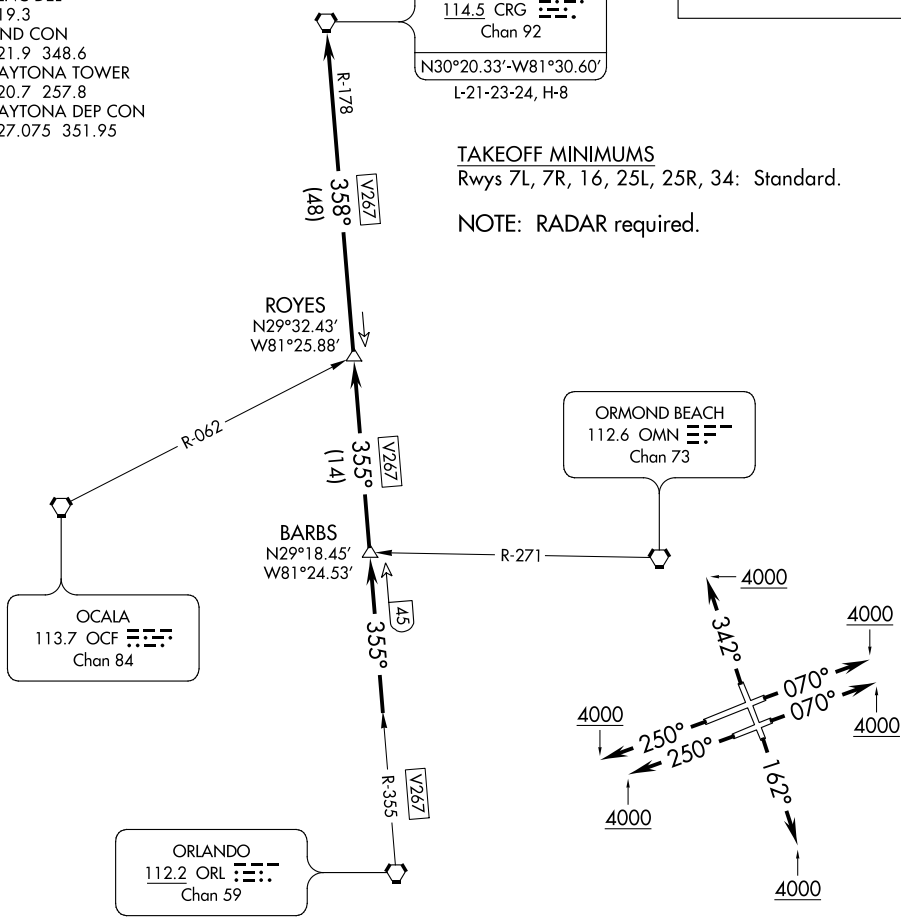 19.3
ND CON
21.9 348.6
AYTONA TOWER
20.7 257.8
AYTONA DEP CON
27.075 351.95
114.5 CRG
Chan 92
N30°20.33'-W81°30.60'
L-21-23-24, H-8
TAKEOFF MINIMUMS
Rwys 7L, 7R, 16, 25L, 25R, 34: Standard.
NOTE: RADAR required.
R-178
V267
358°
(48)
ROYES
N29°32.43'
W81°25.88'
R-062
V267
355°
(14)
ORMOND BEACH
112.6 OMN
Chan 73
BARBS
N29°18.45'
W81°24.53'
R-271
45
355°
OCALA
113.7 OCF
Chan 84
R-355
V267
ORLANDO
112.2 ORL
Chan 59
4000
342°
4000
070°
070°
4000
4000
250°
250°
4000
162°
4000